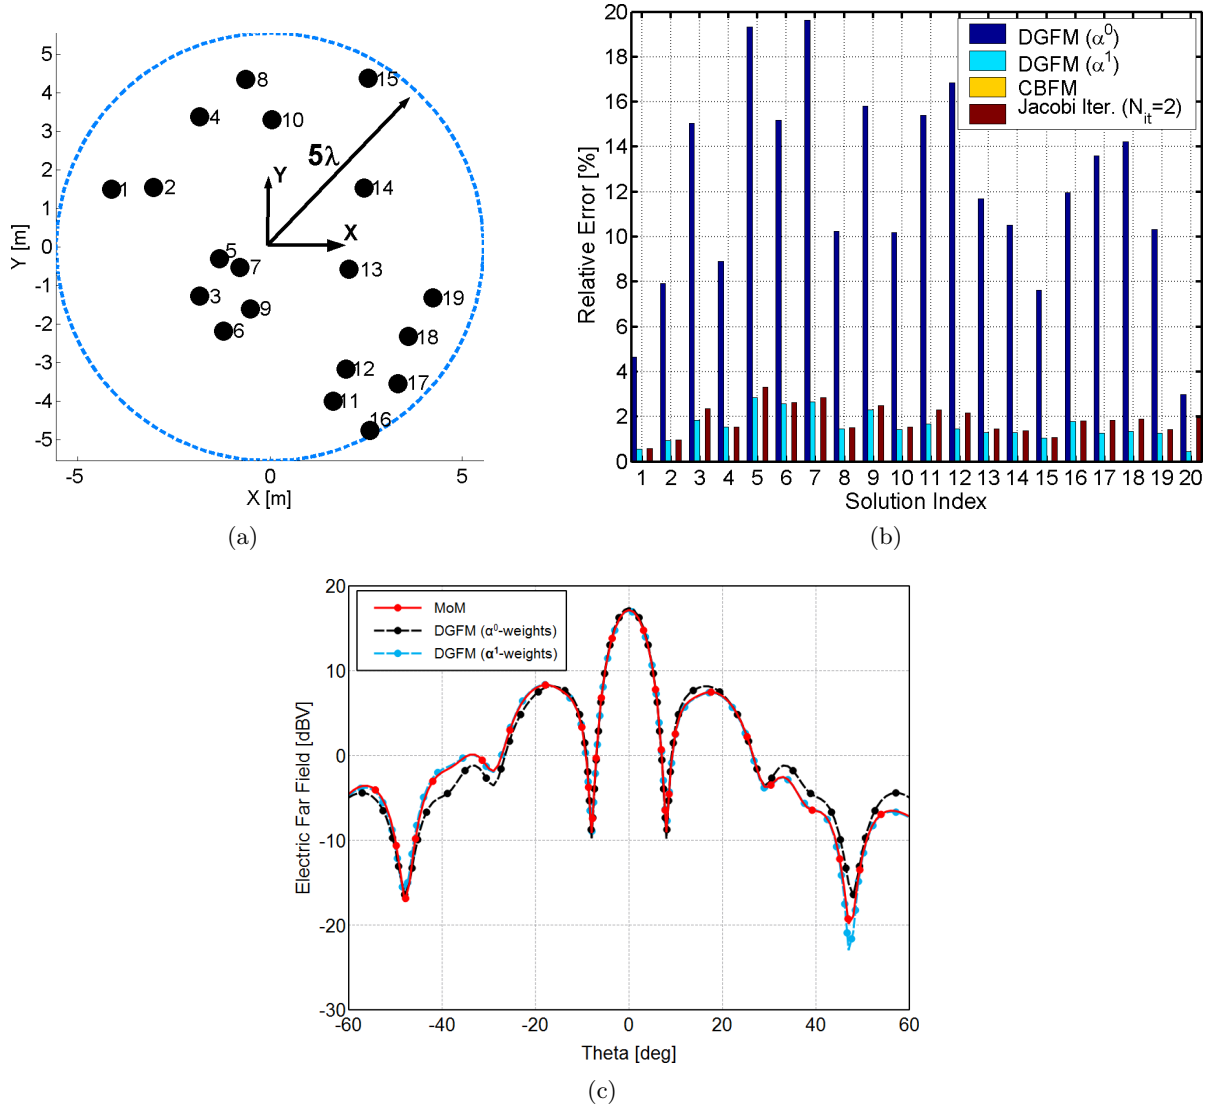 5
4
3
2
1
0
-1
-2
-3
-4
-5
Y [m]
-5
0
5
X [m]
8
15
4
10
5λ
Y
1
2
14
X
5
7
13
3
9
19
6
18
12
17
11
16
(a)
20
18
16
14
12
10
8
6
4
2
0
Relative Error [%]
DGFM (α⁰)
DGFM (α¹)
CBFM
Jacobi Iter. (N_it=2)
1 2 3 4 5 6 7 8 9 10 11 12 13 14 15 16 17 18 19 20
Solution Index
(b)
20
10
0
-10
-20
-30
Electric Far Field [dBV]
MoM
DGFM (α⁰-weights)
DGFM (α¹-weights)
-60 -40 -20 0 20 40 60
Theta [deg]
(c)